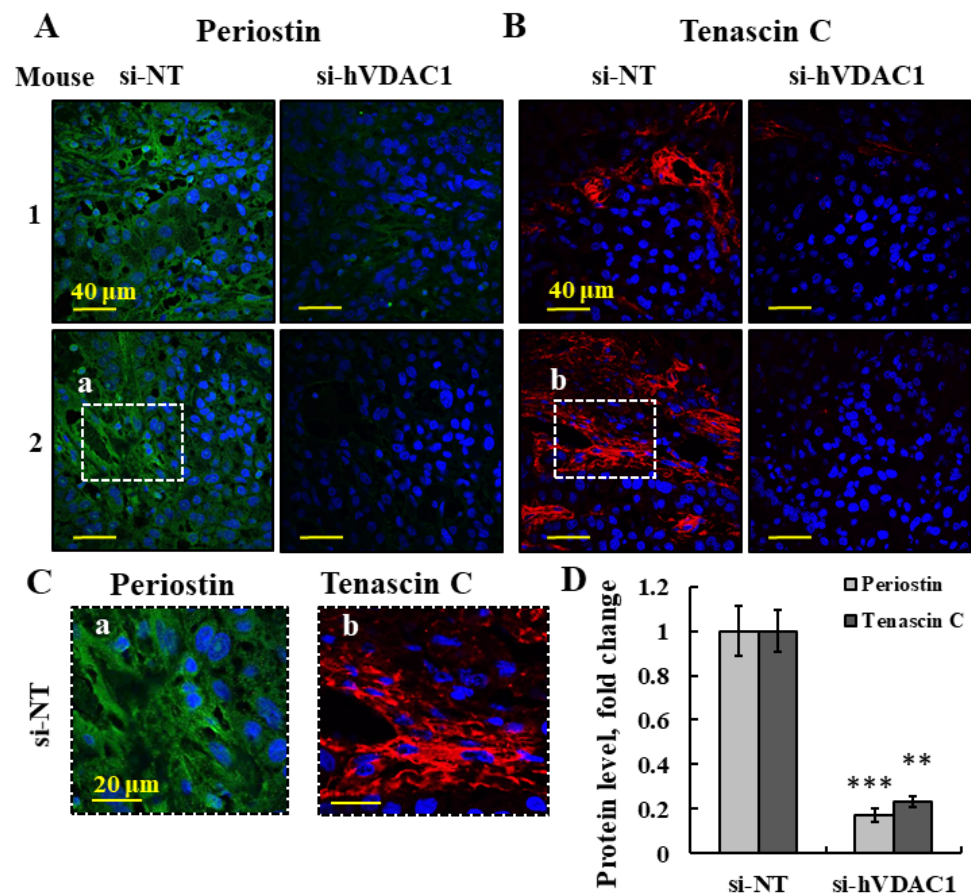 A Periostin B Tenascin C
Mouse si-NT si-hVDAC1 si-NT si-hVDAC1
1
40 µm 40 µm
2
a b
C Periostin Tenascin C
si-NT
a b
20 µm
D
Protein level, fold change
1.2
1
0.8
0.6
0.4
0.2
0
Periostin
Tenascin C
*** **
si-NT si-hVDAC1